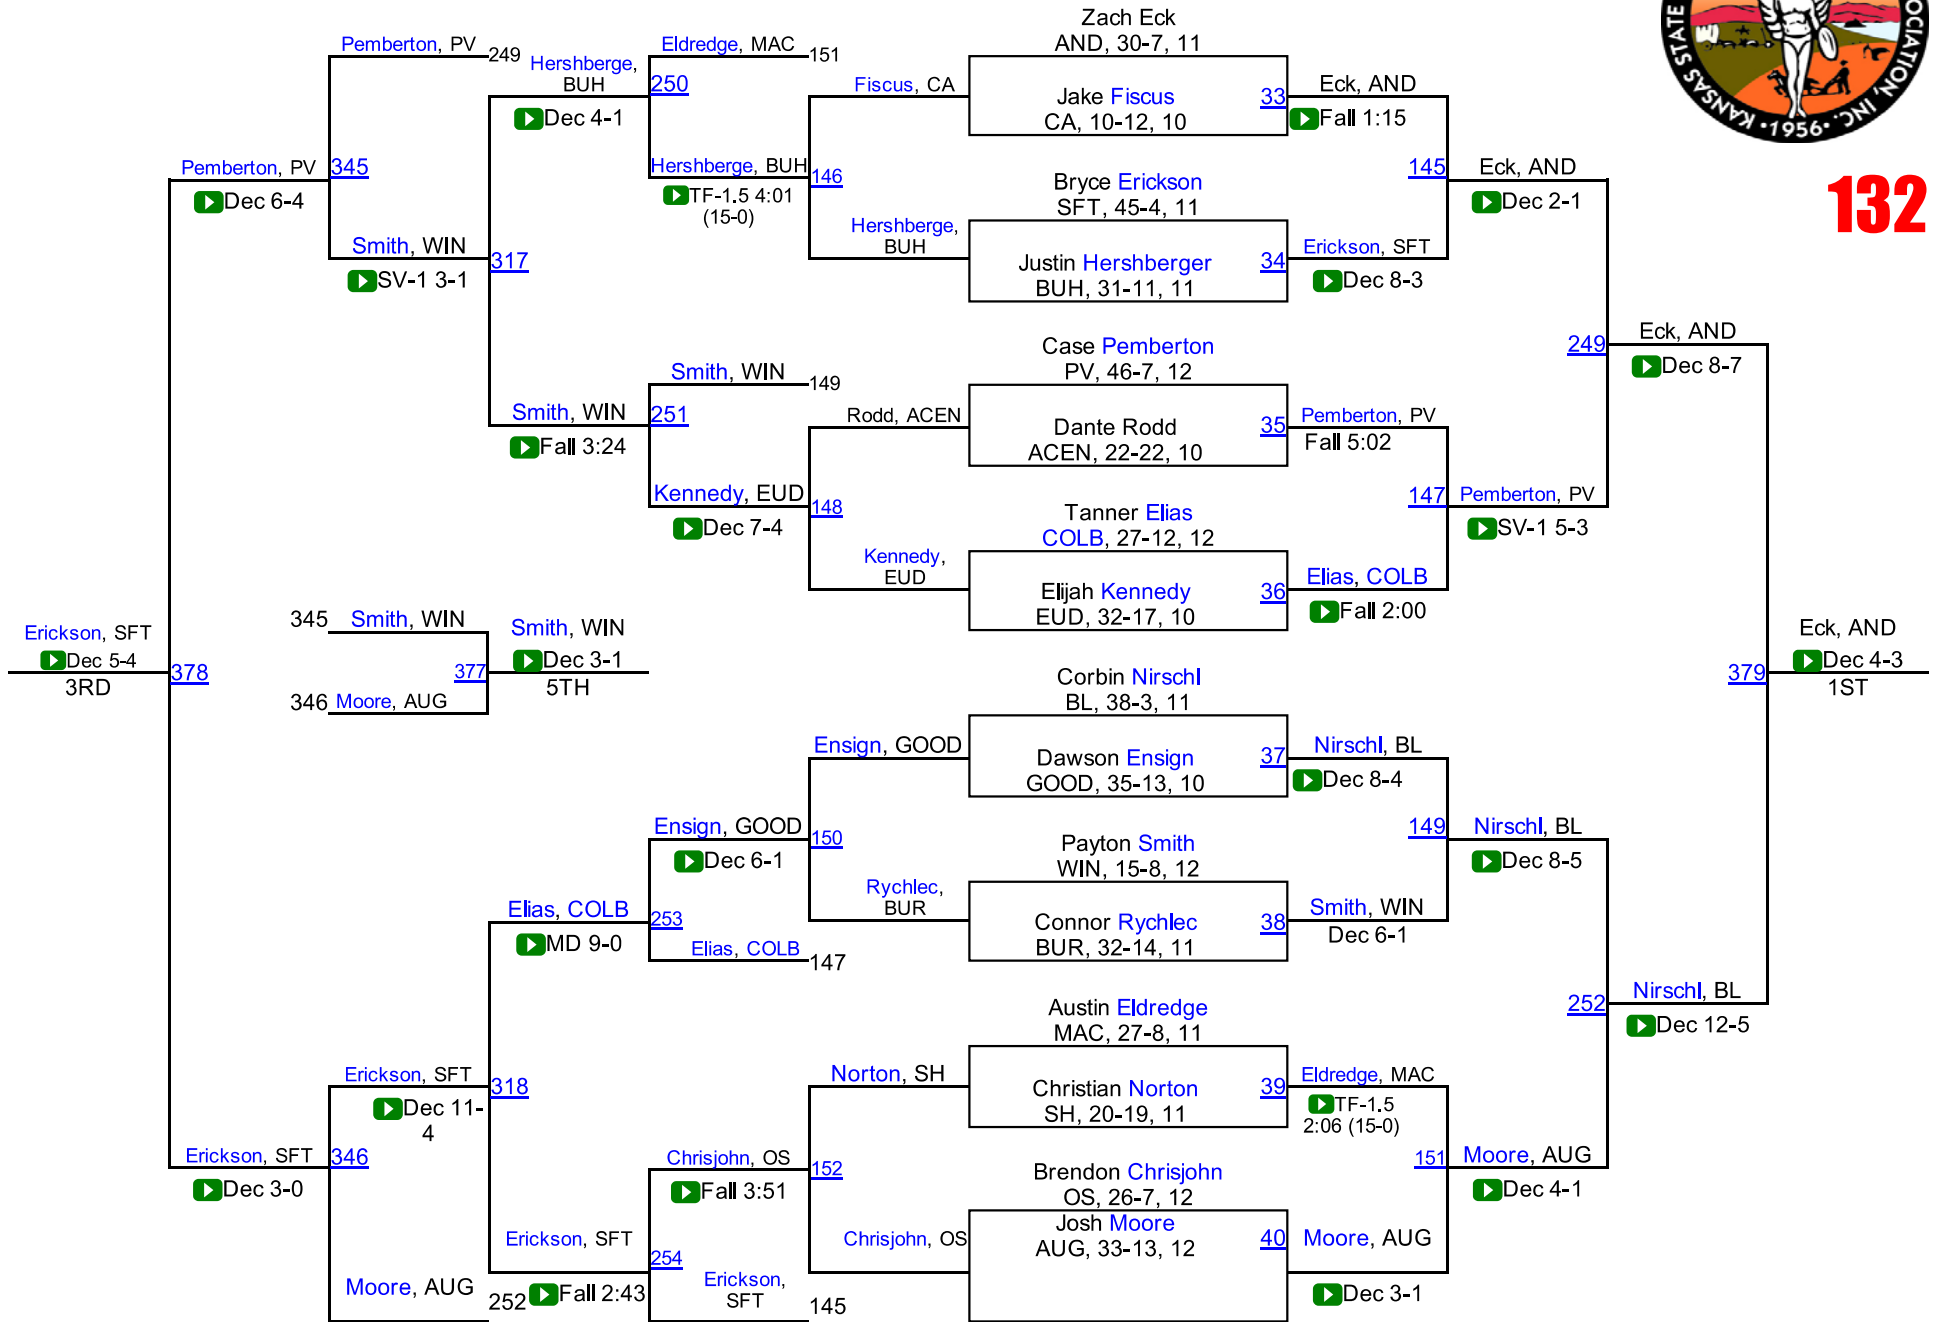 Zach Eck
AND, 30-7, 11
KANSAS STATE
OCIATION, INC.
·1956·
132
Pemberton, PV
249
Hershberge,
BUH
Dec 4-1
Eldredge, MAC
151
250
Fiscus, CA
Jake Fiscus
CA, 10-12, 10
33
Eck, AND
Fall 1:15
Pemberton, PV
345
Dec 6-4
Hershberge, BUH
146
TF-1.5 4:01
(15-0)
Bryce Erickson
SFT, 45-4, 11
145
Eck, AND
Dec 2-1
Smith, WIN
317
SV-1 3-1
Hershberge,
BUH
Justin Hershberger
BUH, 31-11, 11
34
Erickson, SFT
Dec 8-3
Case Pemberton
PV, 46-7, 12
249
Eck, AND
Dec 8-7
Smith, WIN
149
Smith, WIN
251
Fall 3:24
Rodd, ACEN
Dante Rodd
ACEN, 22-22, 10
35
Pemberton, PV
Fall 5:02
Kennedy, EUD
148
Dec 7-4
Tanner Elias
COLB, 27-12, 12
147
Pemberton, PV
SV-1 5-3
Kennedy,
EUD
Elijah Kennedy
EUD, 32-17, 10
36
Elias, COLB
Fall 2:00
Erickson, SFT
Dec 5-4
3RD
378
345
Smith, WIN
346
Moore, AUG
377
Smith, WIN
Dec 3-1
5TH
Eck, AND
Dec 4-3
1ST
379
Corbin Nirschl
BL, 38-3, 11
Ensign, GOOD
Dawson Ensign
GOOD, 35-13, 10
37
Nirschl, BL
Dec 8-4
Ensign, GOOD
150
Dec 6-1
Payton Smith
WIN, 15-8, 12
149
Nirschl, BL
Dec 8-5
Rychlec,
BUR
Connor Rychlec
BUR, 32-14, 11
38
Smith, WIN
Dec 6-1
Elias, COLB
253
MD 9-0
Elias, COLB
147
Austin Eldredge
MAC, 27-8, 11
252
Nirschl, BL
Dec 12-5
Erickson, SFT
318
Dec 11-
4
Norton, SH
Christian Norton
SH, 20-19, 11
39
Eldredge, MAC
TF-1.5
2:06 (15-0)
Erickson, SFT
346
Dec 3-0
Chrisjohn, OS
152
Fall 3:51
Brendon Chrisjohn
OS, 26-7, 12
151
Moore, AUG
Dec 4-1
Erickson, SFT
254
Fall 2:43
Chrisjohn, OS
Josh Moore
AUG, 33-13, 12
40
Moore, AUG
Dec 3-1
Moore, AUG
252
Erickson,
SFT
145